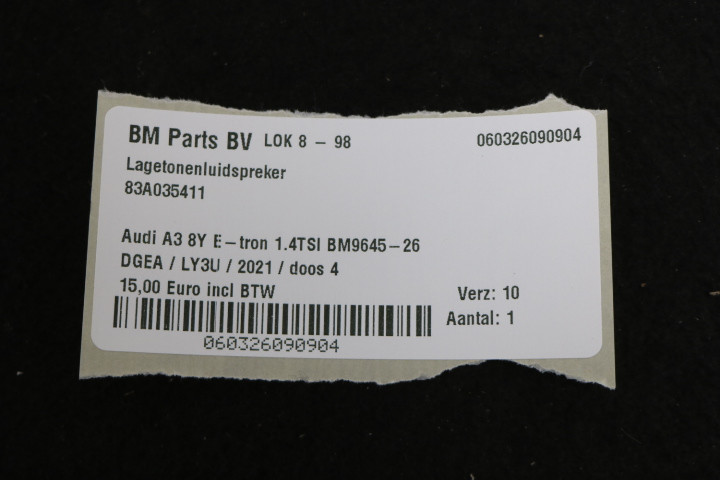 BM Parts BV LOK 8 - 98 060326090904
Lagetonenluidspreker
83A035411
Audi A3 8Y E-tron 1.4TSI BM9645-26
DGEA / LY3U / 2021 / doos 4
15,00 Euro incl BTW Verz: 10
Aantal: 1
060326090904